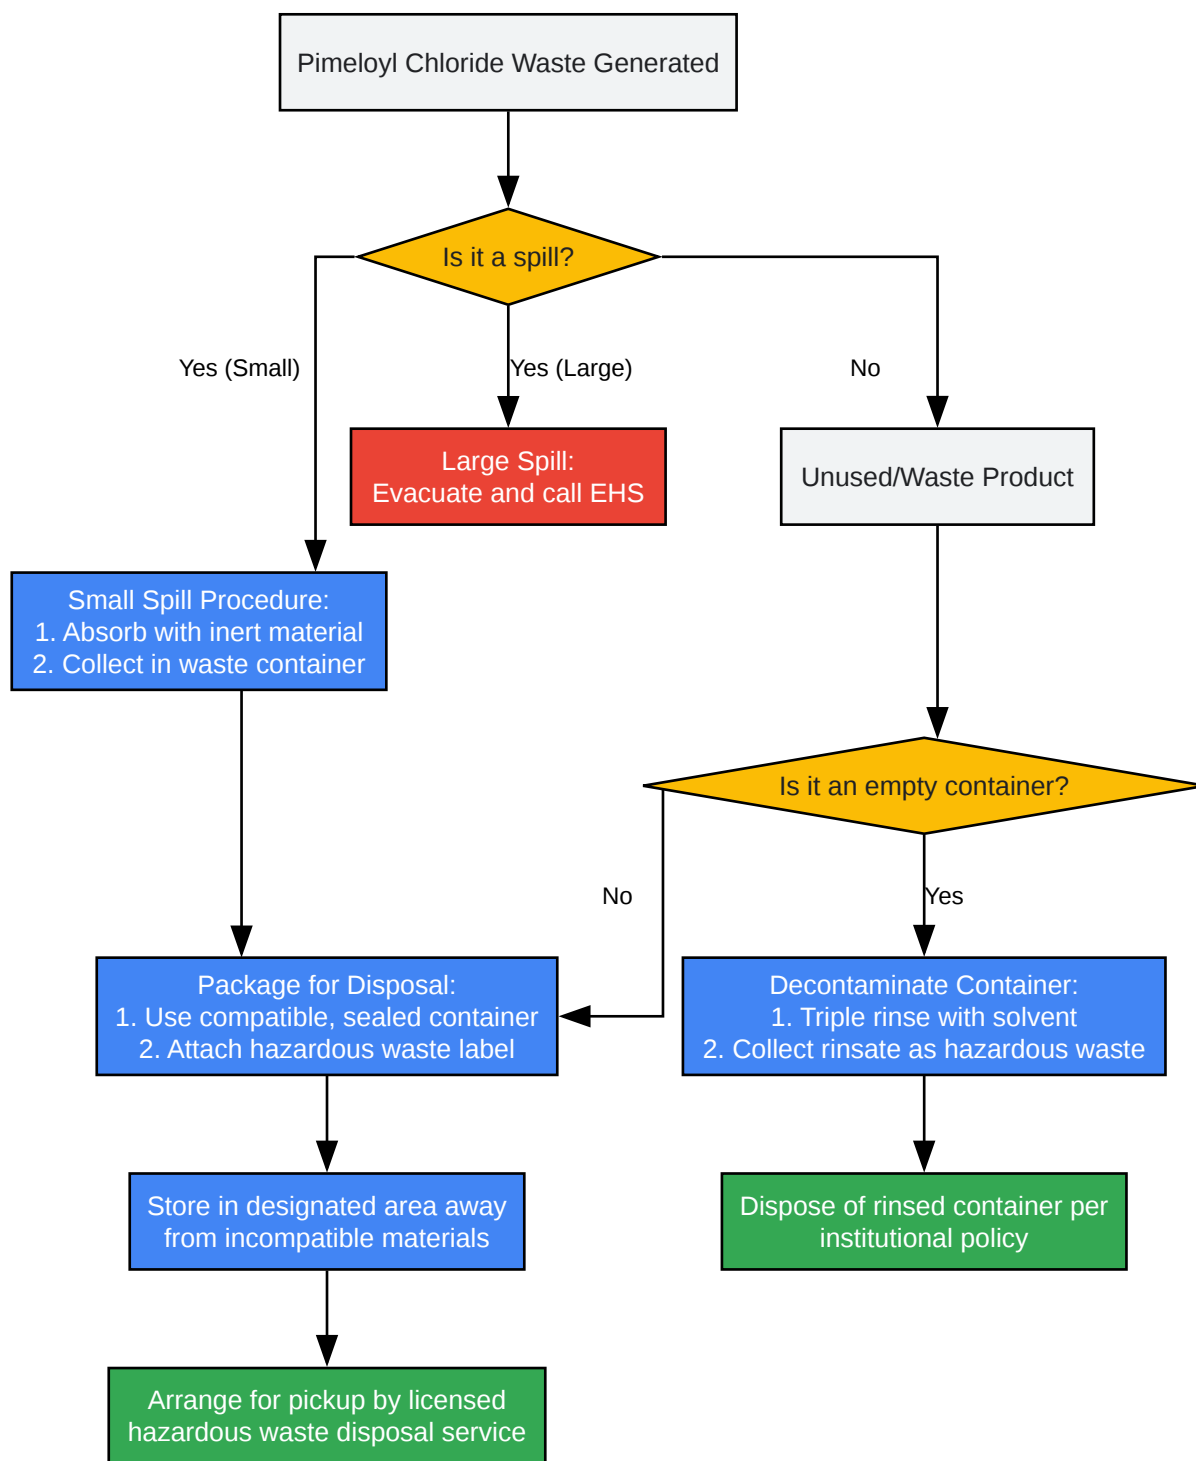 Pimeloyl Chloride Waste Generated
Is it a spill?
Yes (Small)
Yes (Large)
No
Large Spill:
Evacuate and call EHS
Unused/Waste Product
Small Spill Procedure:
1. Absorb with inert material
2. Collect in waste container
Is it an empty container?
No
Yes
Package for Disposal:
1. Use compatible, sealed container
2. Attach hazardous waste label
Decontaminate Container:
1. Triple rinse with solvent
2. Collect rinsate as hazardous waste
Store in designated area away
from incompatible materials
Dispose of rinsed container per
institutional policy
Arrange for pickup by licensed
hazardous waste disposal service